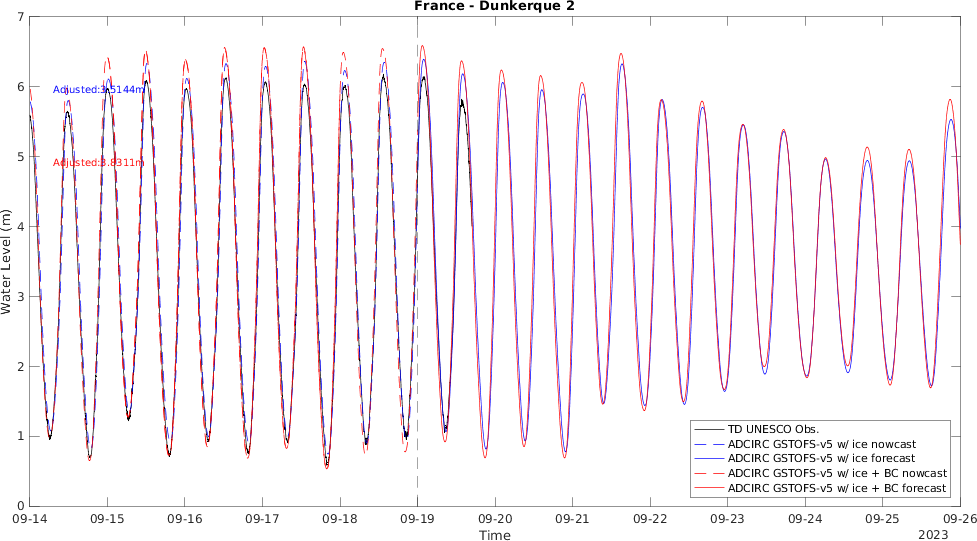 France - Dunkerque 2
7
6
5
4
3
2
1
0
Water Level (m)
Adjusted:3.5144m
Adjusted:3.8311m
TD UNESCO Obs.
ADCIRC GSTOFS-v5 w/ ice nowcast
ADCIRC GSTOFS-v5 w/ ice forecast
ADCIRC GSTOFS-v5 w/ ice + BC nowcast
ADCIRC GSTOFS-v5 w/ ice + BC forecast
09-14 09-15 09-16 09-17 09-18 09-19 09-20 09-21 09-22 09-23 09-24 09-25 09-26
Time
2023